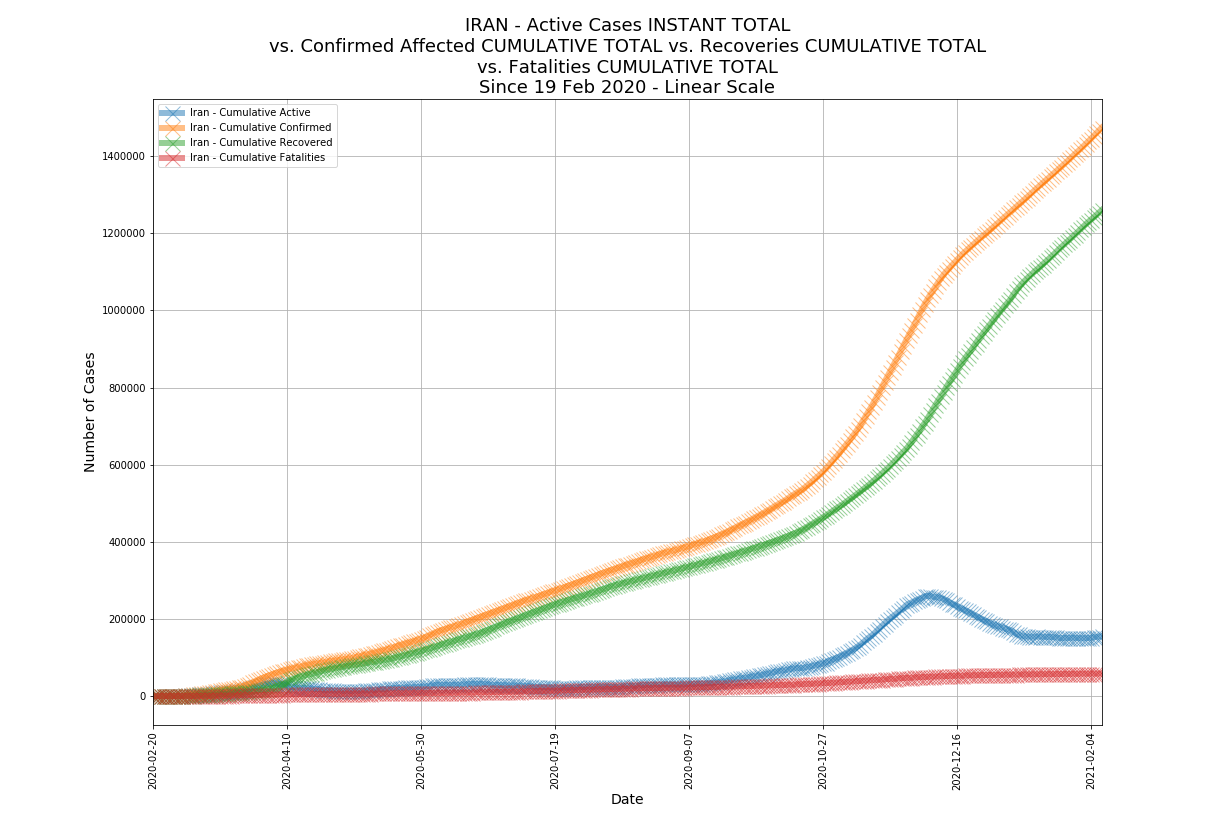 IRAN - Active Cases INSTANT TOTAL
vs. Confirmed Affected CUMULATIVE TOTAL vs. Recoveries CUMULATIVE TOTAL
vs. Fatalities CUMULATIVE TOTAL
Since 19 Feb 2020 - Linear Scale
Iran - Cumulative Active
Iran - Cumulative Confirmed
Iran - Cumulative Recovered
Iran - Cumulative Fatalities
Number of Cases
1400000
1200000
1000000
800000
600000
400000
200000
0
2020-02-20
2020-04-10
2020-05-30
2020-07-19
2020-09-07
2020-10-27
2020-12-16
2021-02-04
Date